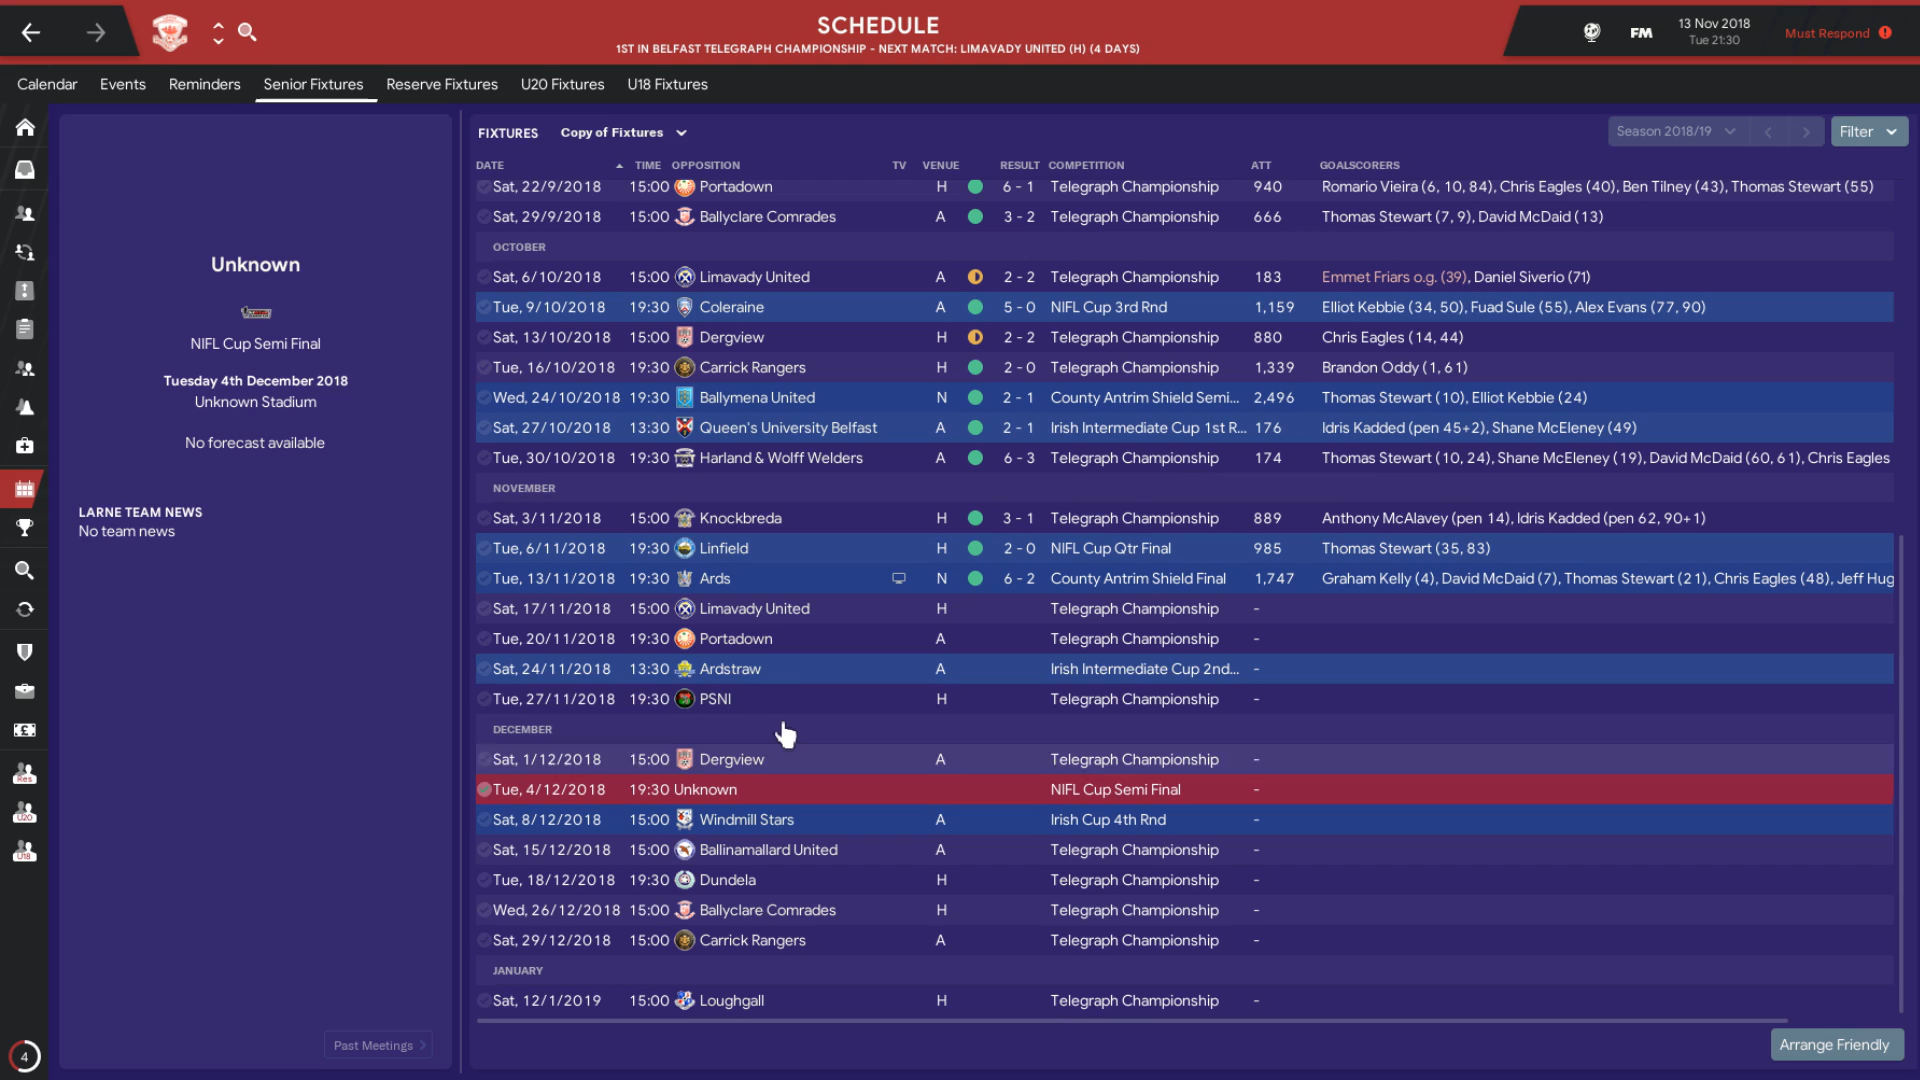 SCHEDULE
1ST IN BELFAST TELEGRAPH CHAMPIONSHIP - NEXT MATCH: LIMAVADY UNITED (H) (4 DAYS)
FM
13 Nov 2018
Tue 21:30
Must Respond
Calendar Events Reminders Senior Fixtures Reserve Fixtures U20 Fixtures U18 Fixtures
Unknown
NIFL Cup Semi Final
Tuesday 4th December 2018
Unknown Stadium
No forecast available
LARNE TEAM NEWS
No team news
Past Meetings
FIXTURES Copy of Fixtures Season 2018/19 Filter
DATE TIME OPPOSITION TV VENUE RESULT COMPETITION ATT GOALSCORERS
Sat, 22/9/2018 15:00 Portadown H 6 - 1 Telegraph Championship 940 Romario Vieira (6, 10, 84), Chris Eagles (40), Ben Tilney (43), Thomas Stewart (55)
Sat, 29/9/2018 15:00 Ballyclare Comrades A 3 - 2 Telegraph Championship 666 Thomas Stewart (7, 9), David McDaid (13)
OCTOBER
Sat, 6/10/2018 15:00 Limavady United A 2 - 2 Telegraph Championship 183 Emmet Friars o.g. (39), Daniel Siverio (71)
Tue, 9/10/2018 19:30 Coleraine A 5 - 0 NIFL Cup 3rd Rnd 1,159 Elliot Kebbie (34, 50), Fuad Sule (55), Alex Evans (77, 90)
Sat, 13/10/2018 15:00 Dergview H 2 - 2 Telegraph Championship 880 Chris Eagles (14, 44)
Tue, 16/10/2018 19:30 Carrick Rangers H 2 - 0 Telegraph Championship 1,339 Brandon Oddy (1, 61)
Wed, 24/10/2018 19:30 Ballymena United N 2 - 1 County Antrim Shield Semi... 2,496 Thomas Stewart (10), Elliot Kebbie (24)
Sat, 27/10/2018 13:30 Queen's University Belfast A 2 - 1 Irish Intermediate Cup 1st R... 176 Idris Kadded (pen 45+2), Shane McEleney (49)
Tue, 30/10/2018 19:30 Harland & Wolff Welders A 6 - 3 Telegraph Championship 174 Thomas Stewart (10, 24), Shane McEleney (19), David McDaid (60, 61), Chris Eagles
NOVEMBER
Sat, 3/11/2018 15:00 Knockbreda H 3 - 1 Telegraph Championship 889 Anthony McAlavey (pen 14), Idris Kadded (pen 62, 90+1)
Tue, 6/11/2018 19:30 Linfield H 2 - 0 NIFL Cup Qtr Final 985 Thomas Stewart (35, 83)
Tue, 13/11/2018 19:30 Ards N 6 - 2 County Antrim Shield Final 1,747 Graham Kelly (4), David McDaid (7), Thomas Stewart (21), Chris Eagles (48), Jeff Hug
Sat, 17/11/2018 15:00 Limavady United H Telegraph Championship -
Tue, 20/11/2018 19:30 Portadown A Telegraph Championship -
Sat, 24/11/2018 13:30 Ardstraw A Irish Intermediate Cup 2nd... -
Tue, 27/11/2018 19:30 PSNI H Telegraph Championship -
DECEMBER
Sat, 1/12/2018 15:00 Dergview A Telegraph Championship -
Tue, 4/12/2018 19:30 Unknown NIFL Cup Semi Final -
Sat, 8/12/2018 15:00 Windmill Stars A Irish Cup 4th Rnd -
Sat, 15/12/2018 15:00 Ballinamallard United A Telegraph Championship -
Tue, 18/12/2018 19:30 Dundela H Telegraph Championship -
Wed, 26/12/2018 15:00 Ballyclare Comrades H Telegraph Championship -
Sat, 29/12/2018 15:00 Carrick Rangers A Telegraph Championship -
JANUARY
Sat, 12/1/2019 15:00 Loughgall H Telegraph Championship -
Arrange Friendly
Res
U20
U18
4